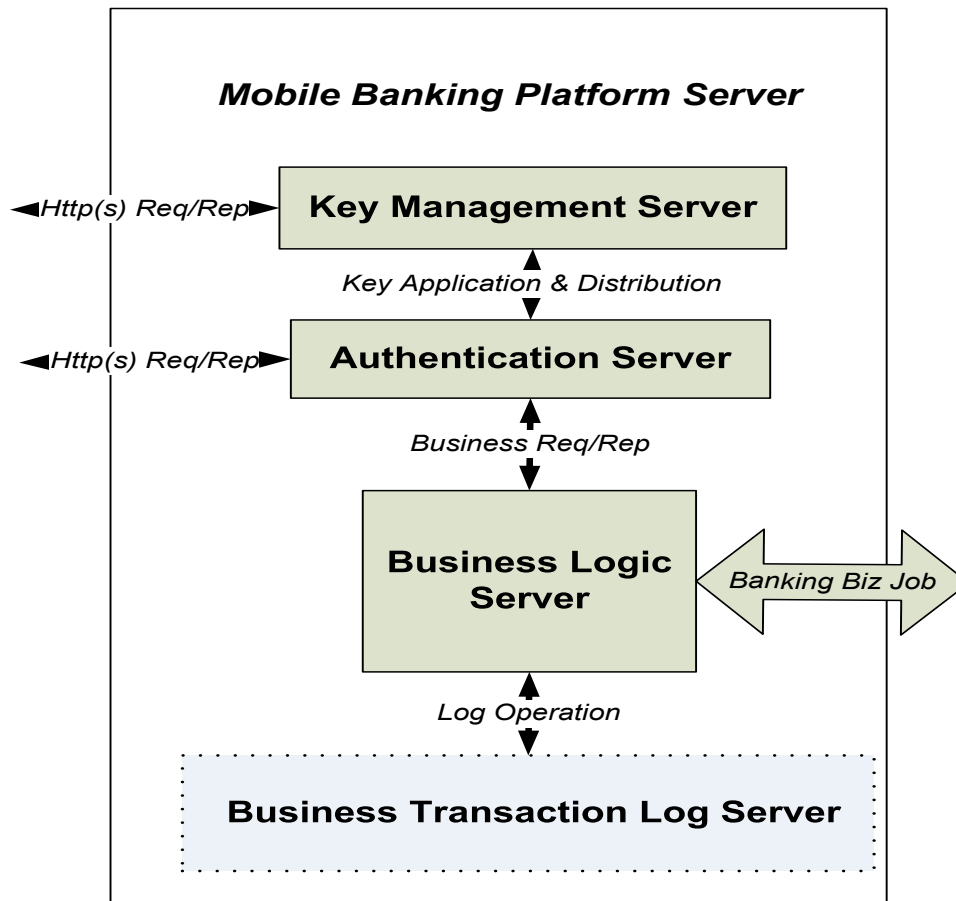 Mobile Banking Platform Server
Http(s) Req/Rep
Key Management Server
Key Application & Distribution
Http(s) Req/Rep
Authentication Server
Business Req/Rep
Business Logic
Server
Banking Biz Job
Log Operation
Business Transaction Log Server